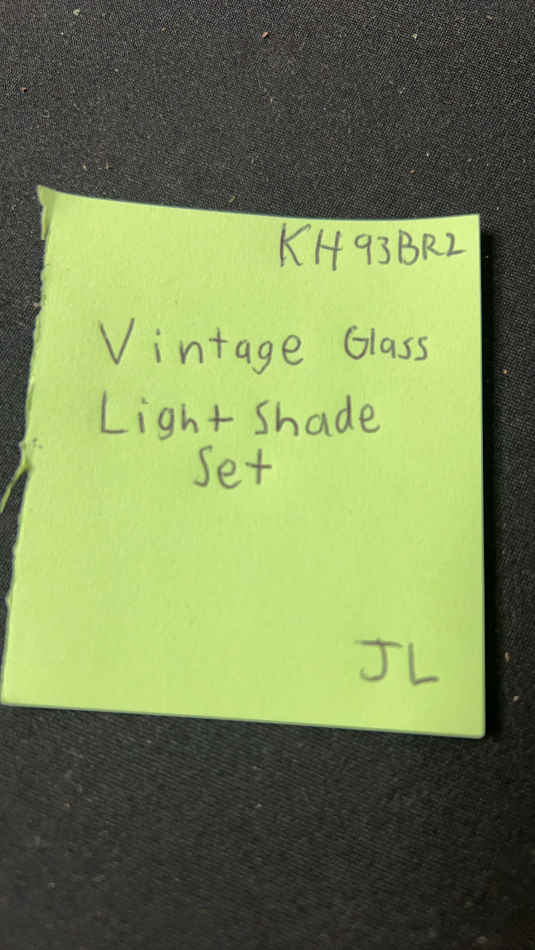 KH93BR2
Vintage Glass
Light Shade
Set
JL